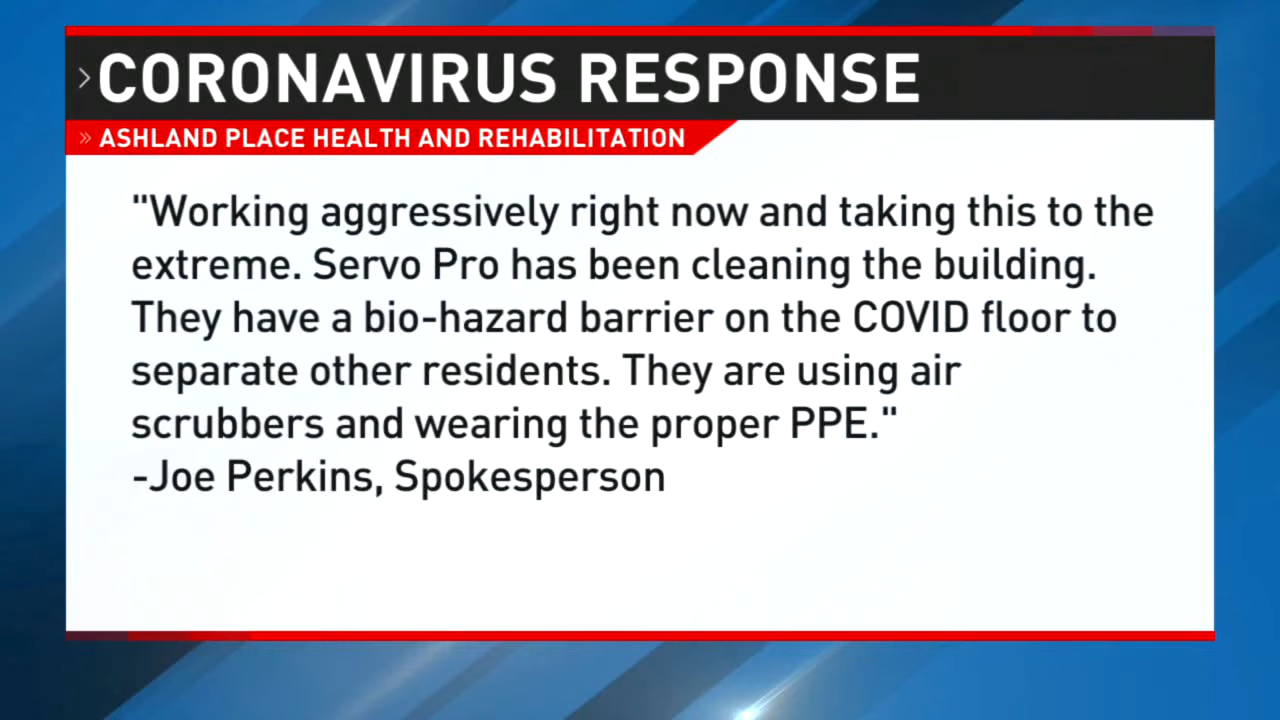 › CORONAVIRUS RESPONSE
» ASHLAND PLACE HEALTH AND REHABILITATION
"Working aggressively right now and taking this to the
extreme. Servo Pro has been cleaning the building.
They have a bio-hazard barrier on the COVID floor to
separate other residents. They are using air
scrubbers and wearing the proper PPE."
-Joe Perkins, Spokesperson